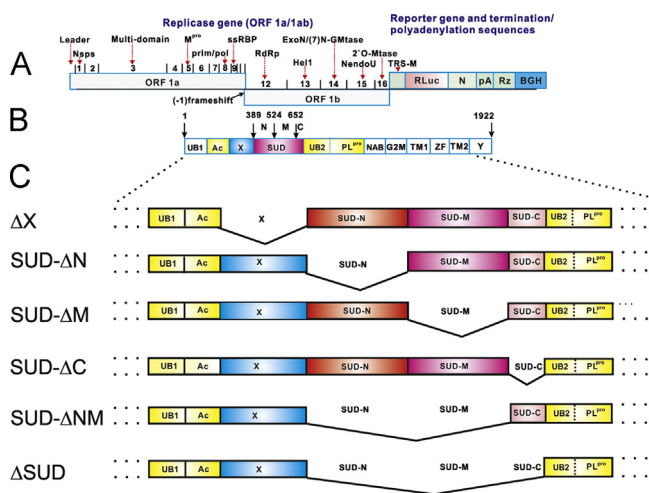 Replicase gene (ORF 1a/1ab)
Reporter gene and termination/
polyadenylation sequences
Leader
Nsps
Multi-domain
Mpro
prim/pol
ssRBP
RdRp
Hel1
ExoN/(7)N-GMtase
NendoU
2`O-Mtase
TRS-M
A
1 2 3 4 5 6 7 8 9
ORF 1a
12 13 14 15 16
ORF 1b
RLuc N pA Rz BGH
(-1)frameshift
B
1 389 524 652 1922
N M C
UB1 Ac X SUD UB2 PLpro NAB G2M TM1 ZF TM2 Y
C
ΔX
UB1 Ac X SUD-N SUD-M SUD-C UB2 PLpro
SUD-ΔN
UB1 Ac X SUD-N SUD-M SUD-C UB2 PLpro
SUD-ΔM
UB1 Ac X SUD-N SUD-M SUD-C UB2 PLpro
SUD-ΔC
UB1 Ac X SUD-N SUD-M SUD-C UB2 PLpro
SUD-ΔNM
UB1 Ac X SUD-N SUD-M SUD-C UB2 PLpro
ΔSUD
UB1 Ac X SUD-N SUD-M SUD-C UB2 PLpro